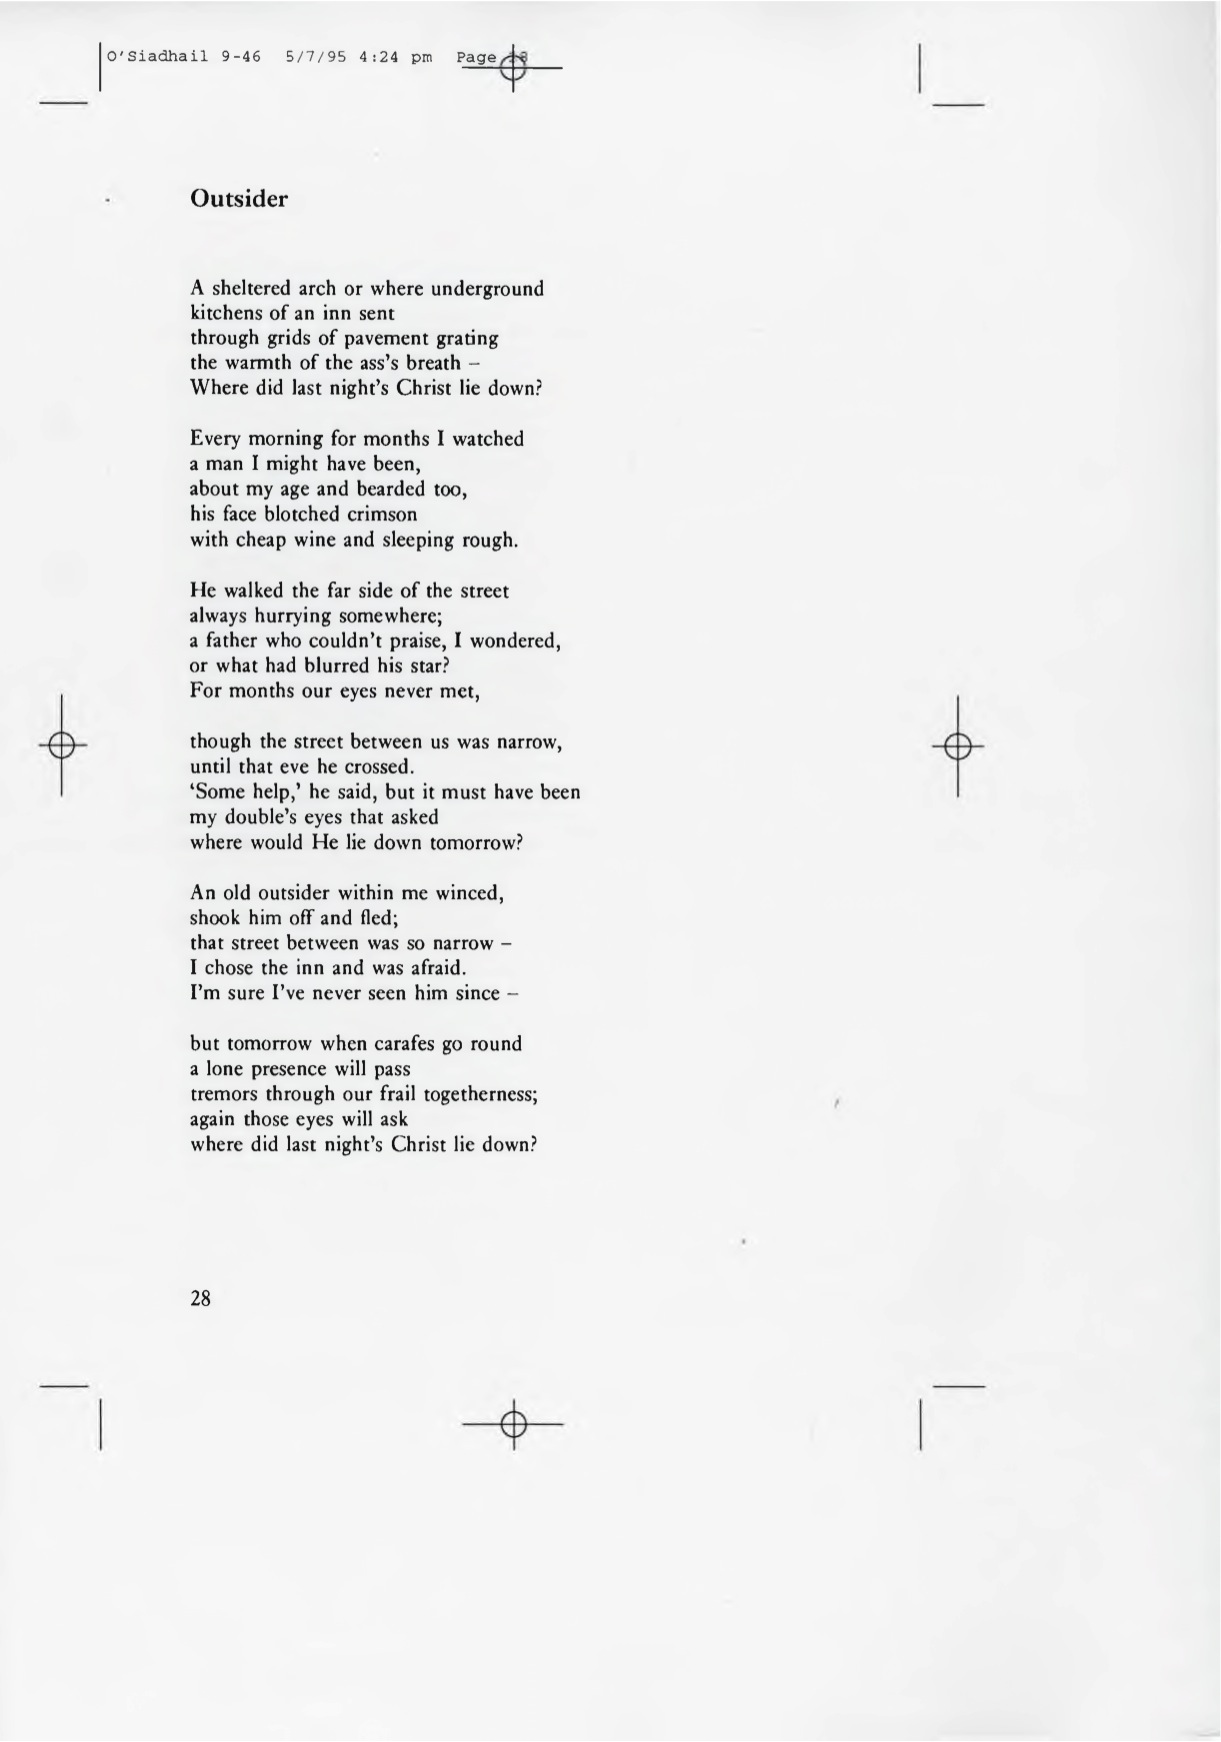 O'Siadhail 9-46 5/7/95 4:24 pm Page
Outsider
A sheltered arch or where underground
kitchens of an inn sent
through grids of pavement grating
the warmth of the ass's breath –
Where did last night's Christ lie down?
Every morning for months I watched
a man I might have been,
about my age and bearded too,
his face blotched crimson
with cheap wine and sleeping rough.
He walked the far side of the street
always hurrying somewhere;
a father who couldn't praise, I wondered,
or what had blurred his star?
For months our eyes never met,
though the street between us was narrow,
until that eve he crossed.
‘Some help,’ he said, but it must have been
my double's eyes that asked
where would He lie down tomorrow?
An old outsider within me winced,
shook him off and fled;
that street between was so narrow –
I chose the inn and was afraid.
I'm sure I've never seen him since –
but tomorrow when carafes go round
a lone presence will pass
tremors through our frail togetherness;
again those eyes will ask
where did last night's Christ lie down?
28